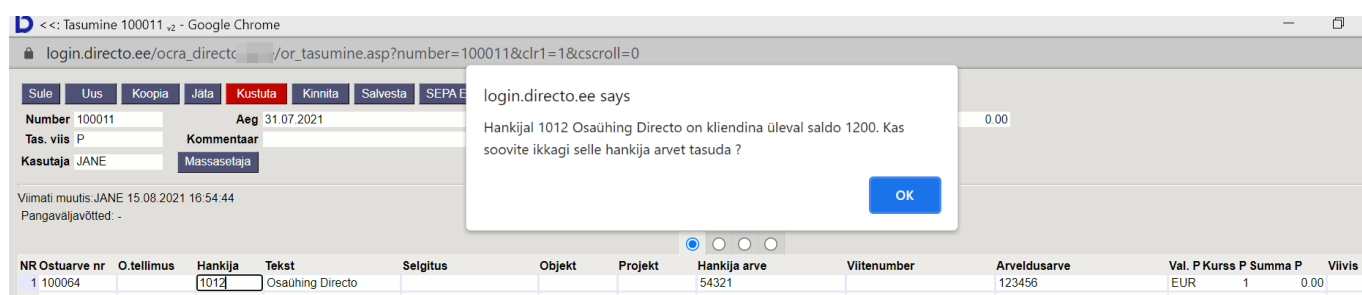 <<: Tasumine 100011 v2 - Google Chrome
login.directo.ee/ocra_directo /or_tasumine.asp?number=100011&clr1=1&cscroll=0
Sule Uus Koopia Jäta Kustuta Kinnita Salvesta SEPA E
Number 100011 Aeg 31.07.2021 0.00
Tas. viis P Kommentaar
Kasutaja JANE Massasetaja
login.directo.ee says
Hankijal 1012 Osaühing Directo on kliendina üleval saldo 1200. Kas
soovite ikkagi selle hankija arvet tasuda ?
OK
Viimati muutis:JANE 15.08.2021 16:54:44
Pangaväljavõtted: -
NR Ostuarve nr O.tellimus Hankija Tekst Selgitus Objekt Projekt Hankija arve Viitenumber Arveldusarve Val. P Kurss P Summa P Viivis
1 100064 1012 Osaühing Directo 54321 123456 EUR 1 0.00